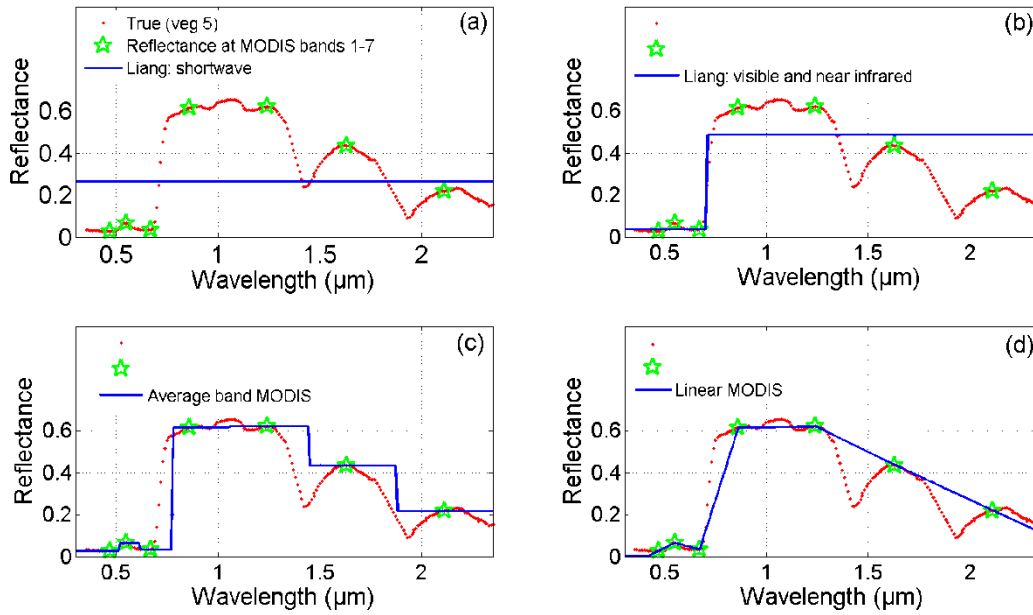 (a)
True (veg 5)
Reflectance at MODIS bands 1-7
Liang: shortwave
Reflectance
0.6
0.4
0.2
0
0.5
1
1.5
2
Wavelength (µm)
(b)
Liang: visible and near infrared
Reflectance
0.6
0.4
0.2
0
0.5
1
1.5
2
Wavelength (µm)
(c)
Average band MODIS
Reflectance
0.6
0.4
0.2
0
0.5
1
1.5
2
Wavelength (µm)
(d)
Linear MODIS
Reflectance
0.6
0.4
0.2
0
0.5
1
1.5
2
Wavelength (µm)